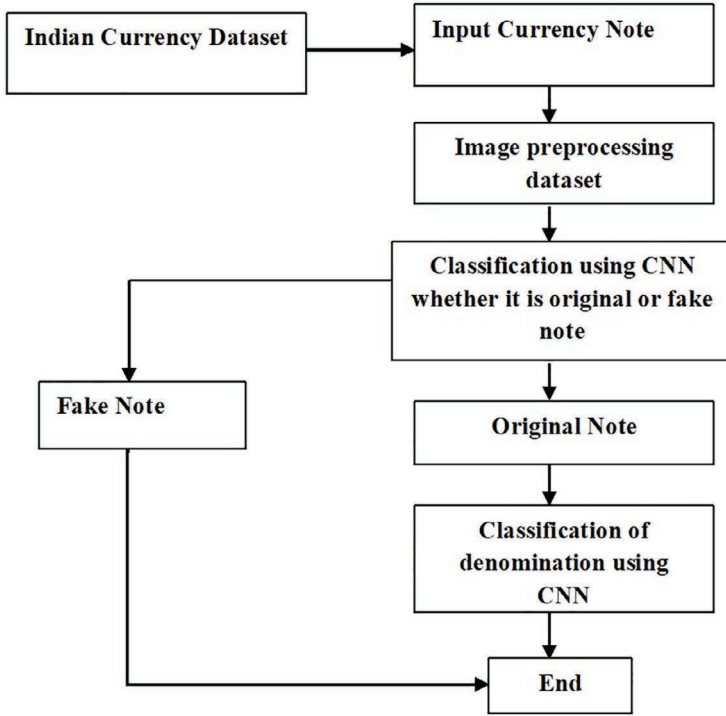 Indian Currency Dataset
Input Currency Note
Image preprocessing
dataset
Classification using CNN
whether it is original or fake
note
Fake Note
Original Note
Classification of
denomination using
CNN
End